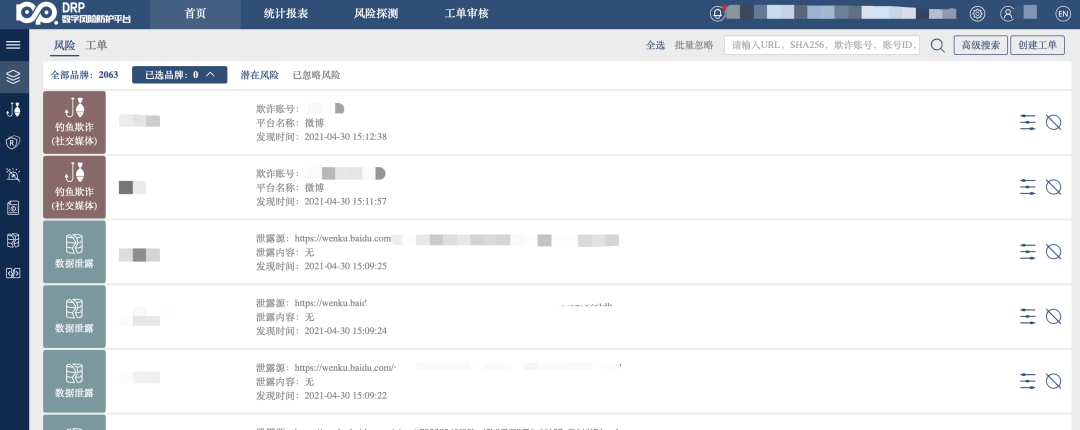 DRP
数字风险防护平台
首页
统计报表
风险探测
工单审核
EN
风险
工单
全选
批量忽略
请输入URL，SHA256，欺诈账号，账号ID，
高级搜索
创建工单
全部品牌：2063
已选品牌：0
潜在风险
已忽略风险
钓鱼欺诈
(社交媒体)
欺诈账号：
平台名称：微博
发现时间：2021-04-30 15:12:38
钓鱼欺诈
(社交媒体)
欺诈账号：
平台名称：微博
发现时间：2021-04-30 15:11:57
数据泄露
泄露源：https://wenku.baidu.com
泄露内容：无
发现时间：2021-04-30 15:09:25
数据泄露
泄露源：https://wenku.baid
泄露内容：无
发现时间：2021-04-30 15:09:24
数据泄露
泄露源：https://wenku.baidu.com/
泄露内容：无
发现时间：2021-04-30 15:09:22